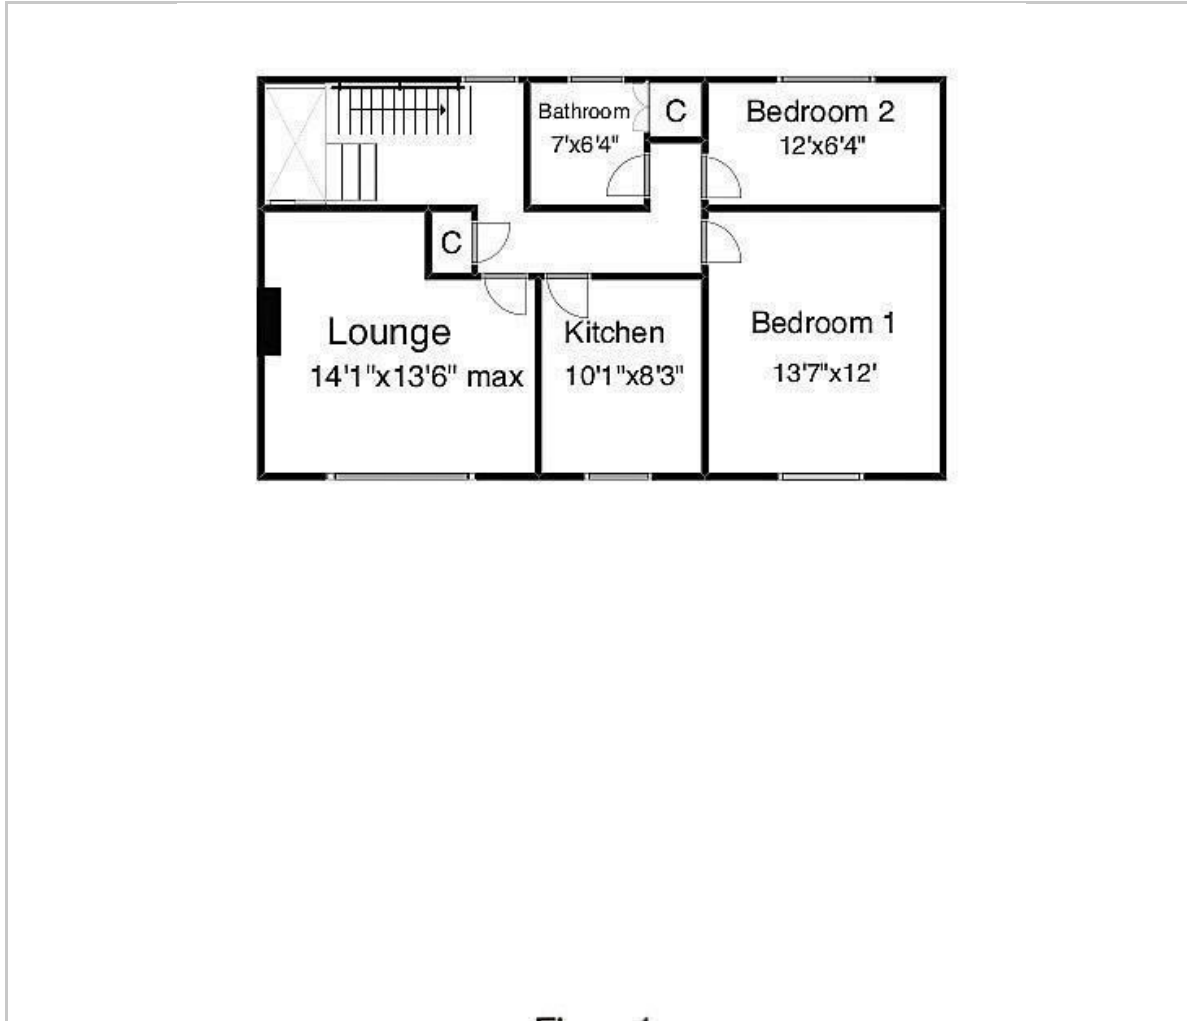 Bathroom
7'x6'4"
C
Bedroom 2
12'x6'4"
C
Lounge
14'1"x13'6" max
Kitchen
10'1"x8'3"
Bedroom 1
13'7"x12'